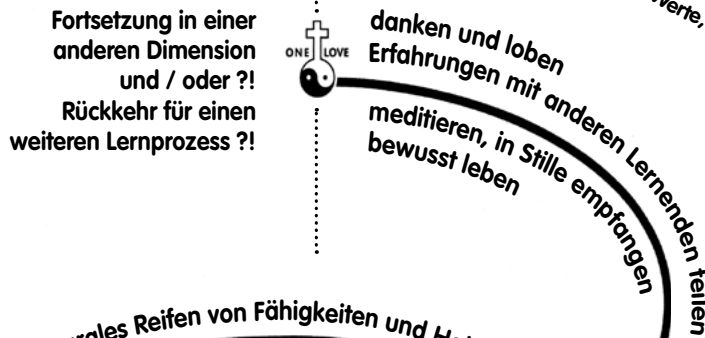 Fortsetzung in einer
anderen Dimension
und / oder ?!
Rückkehr für einen
weiteren Lernprozess ?!
ONE LOVE
danken und loben
Erfahrungen mit anderen Lernenden teilen
meditieren, in Stille empfangen
bewusst leben
Reifen von Fähigkeiten und